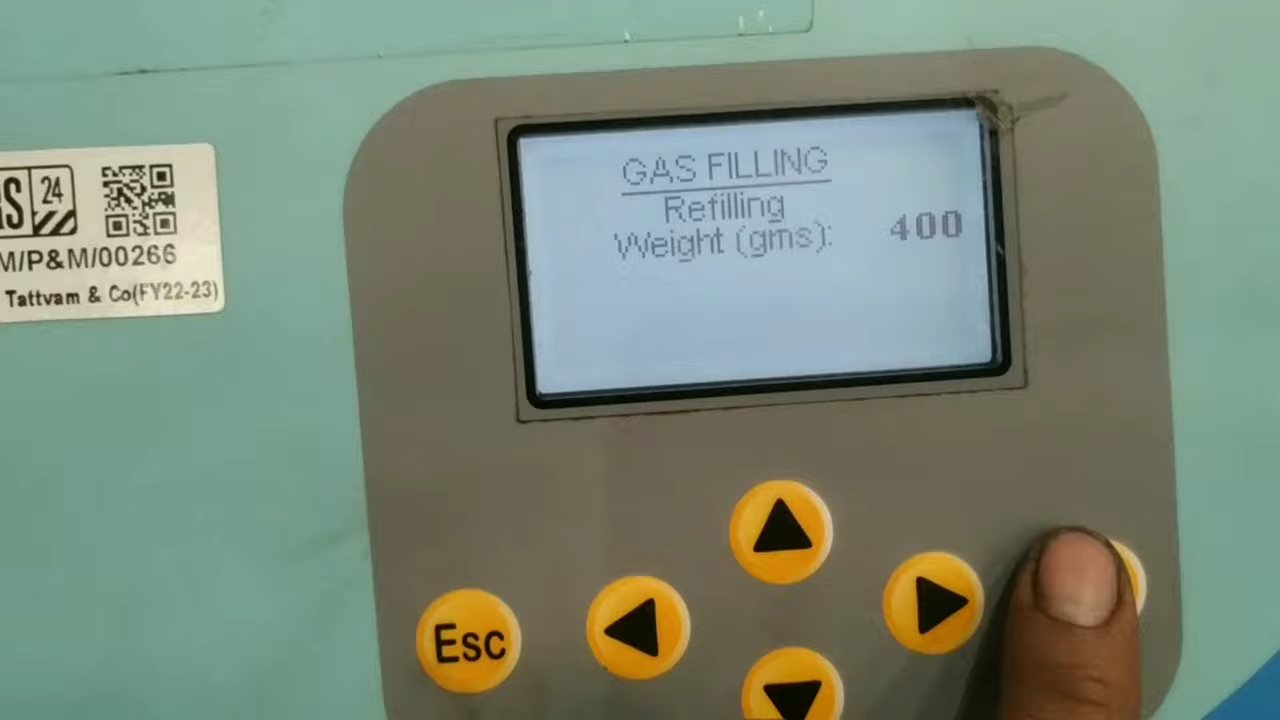 GAS FILLING
Refilling
Weight (gms): 400
24
M/P&M/00266
Tattvam & Co(FY22-23)
Esc